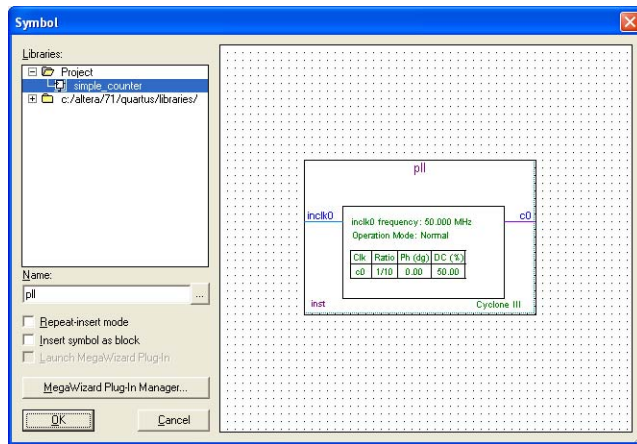 Symbol
Libraries:
Project
simple_counter
c:/altera/71/quartus/libraries/
Name:
pll
...
Repeat-insert mode
Insert symbol as block
Launch MegaWizard Plug-In
MegaWizard Plug-In Manager...
OK
Cancel
pll
inclk0
c0
inclk0 frequency: 50.000 MHz
Operation Mode: Normal
Clk Ratio Ph (dg) DC (%)
c0 1/10 0.00 50.00
inst
Cyclone III